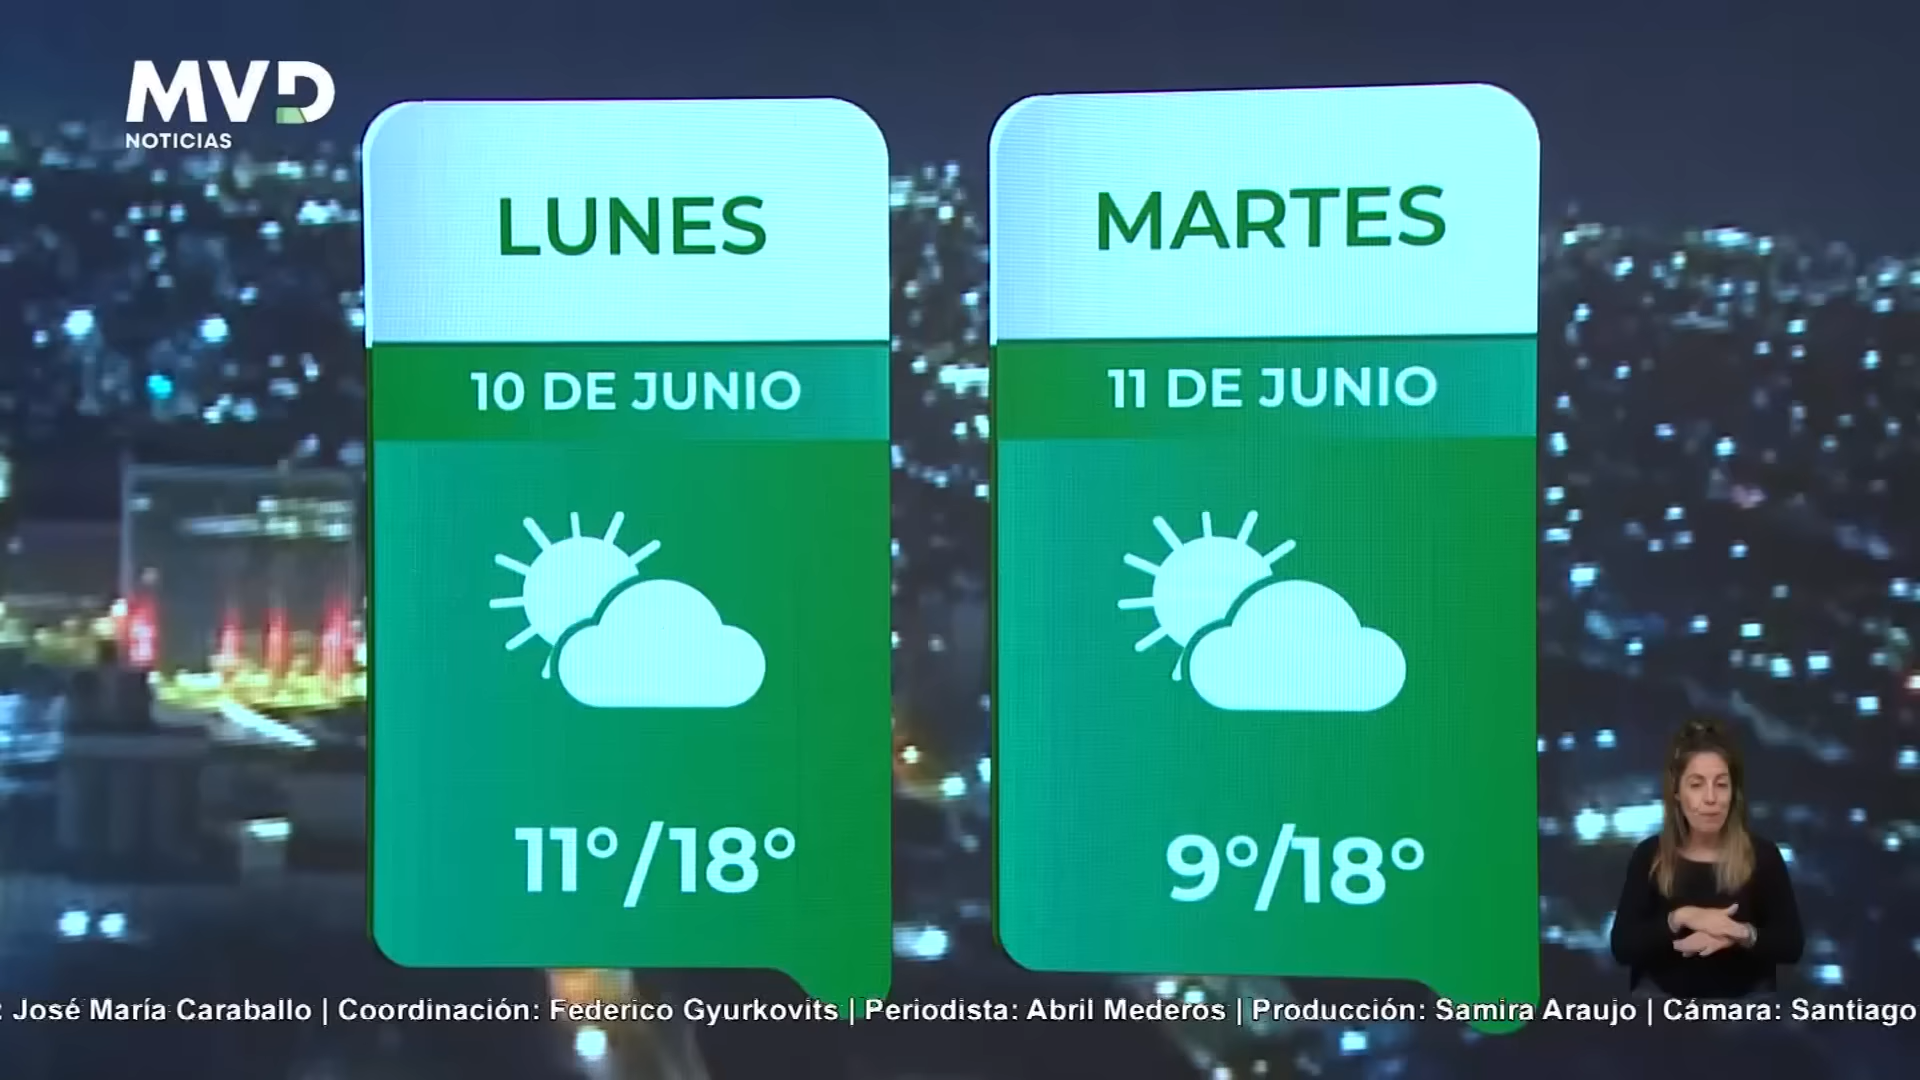 MVD
NOTICIAS
LUNES
10 DE JUNIO
11°/18°
MARTES
11 DE JUNIO
9°/18°
: José María Caraballo | Coordinación: Federico Gyurkovits | Periodista: Abril Mederos | Producción: Samira Araujo | Cámara: Santiago